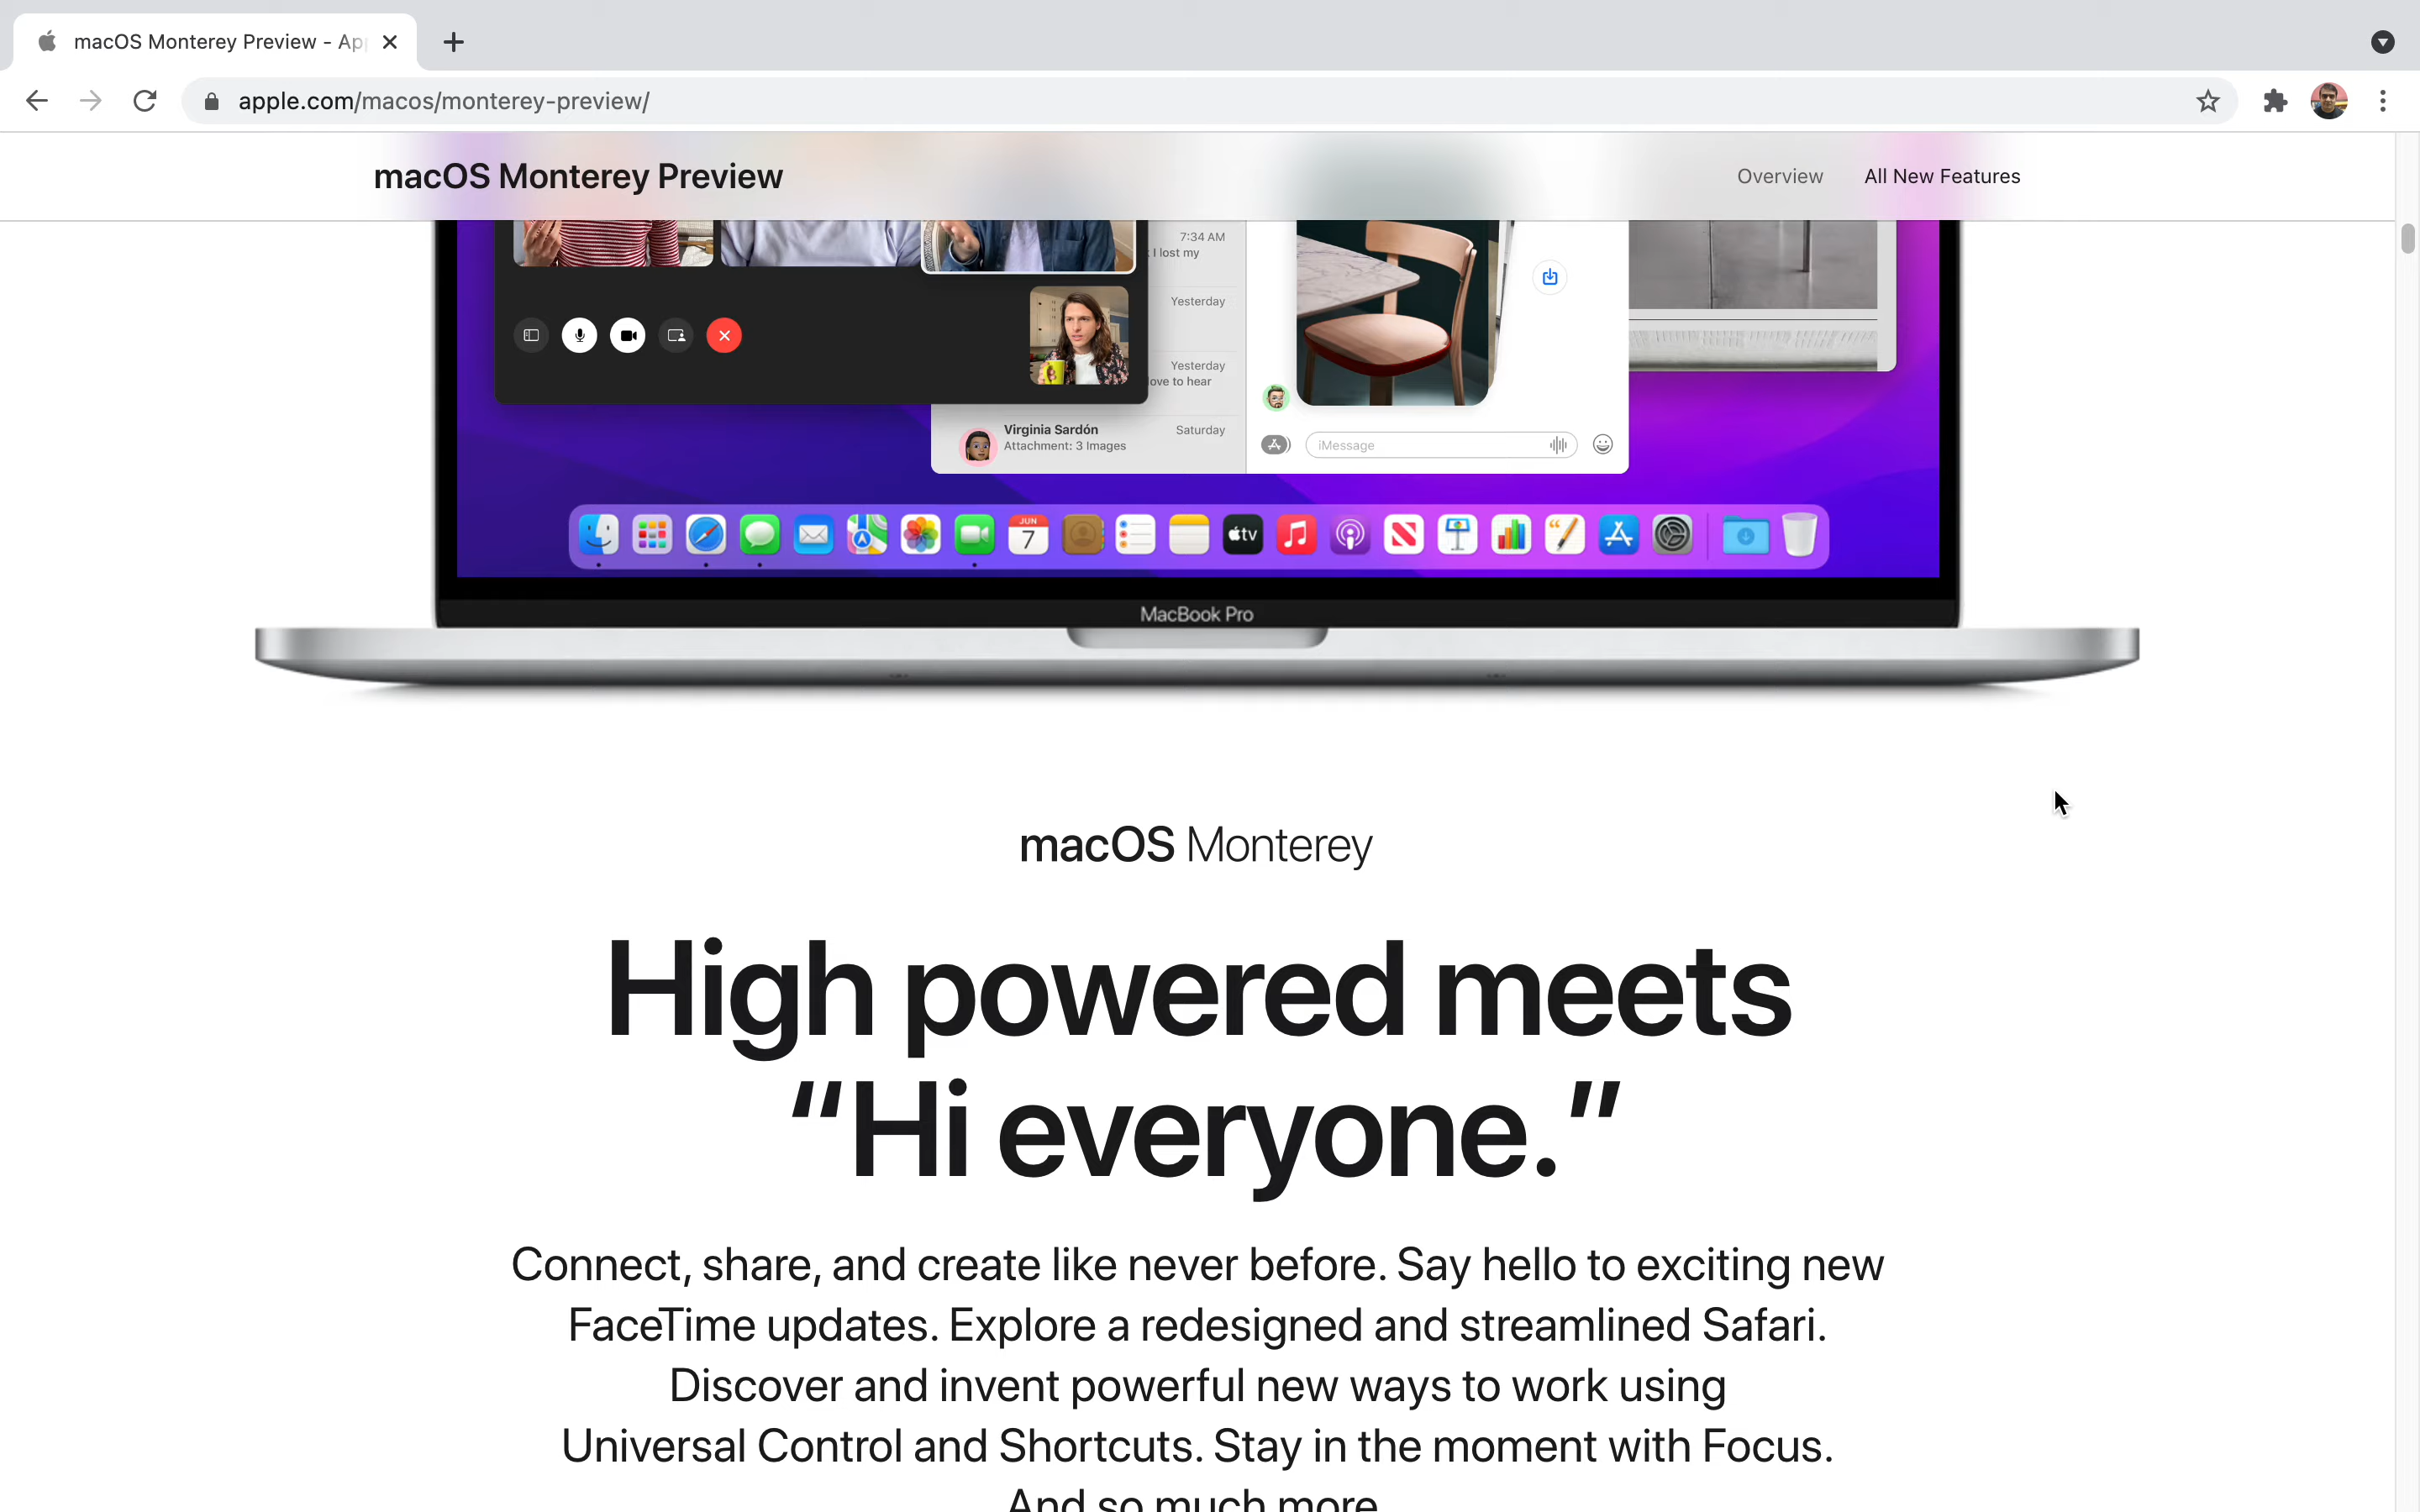 macOS Monterey Preview - Ap
apple.com/macos/monterey-preview/
macOS Monterey Preview
Overview
All New Features
7:34 AM
I lost my
Yesterday
Yesterday
love to hear
Virginia Sardón
Saturday
Attachment: 3 Images
iMessage
JUN
7
tv
MacBook Pro
macOS Monterey
High powered meets
“Hi everyone.”
Connect, share, and create like never before. Say hello to exciting new
FaceTime updates. Explore a redesigned and streamlined Safari.
Discover and invent powerful new ways to work using
Universal Control and Shortcuts. Stay in the moment with Focus.
And so much more.